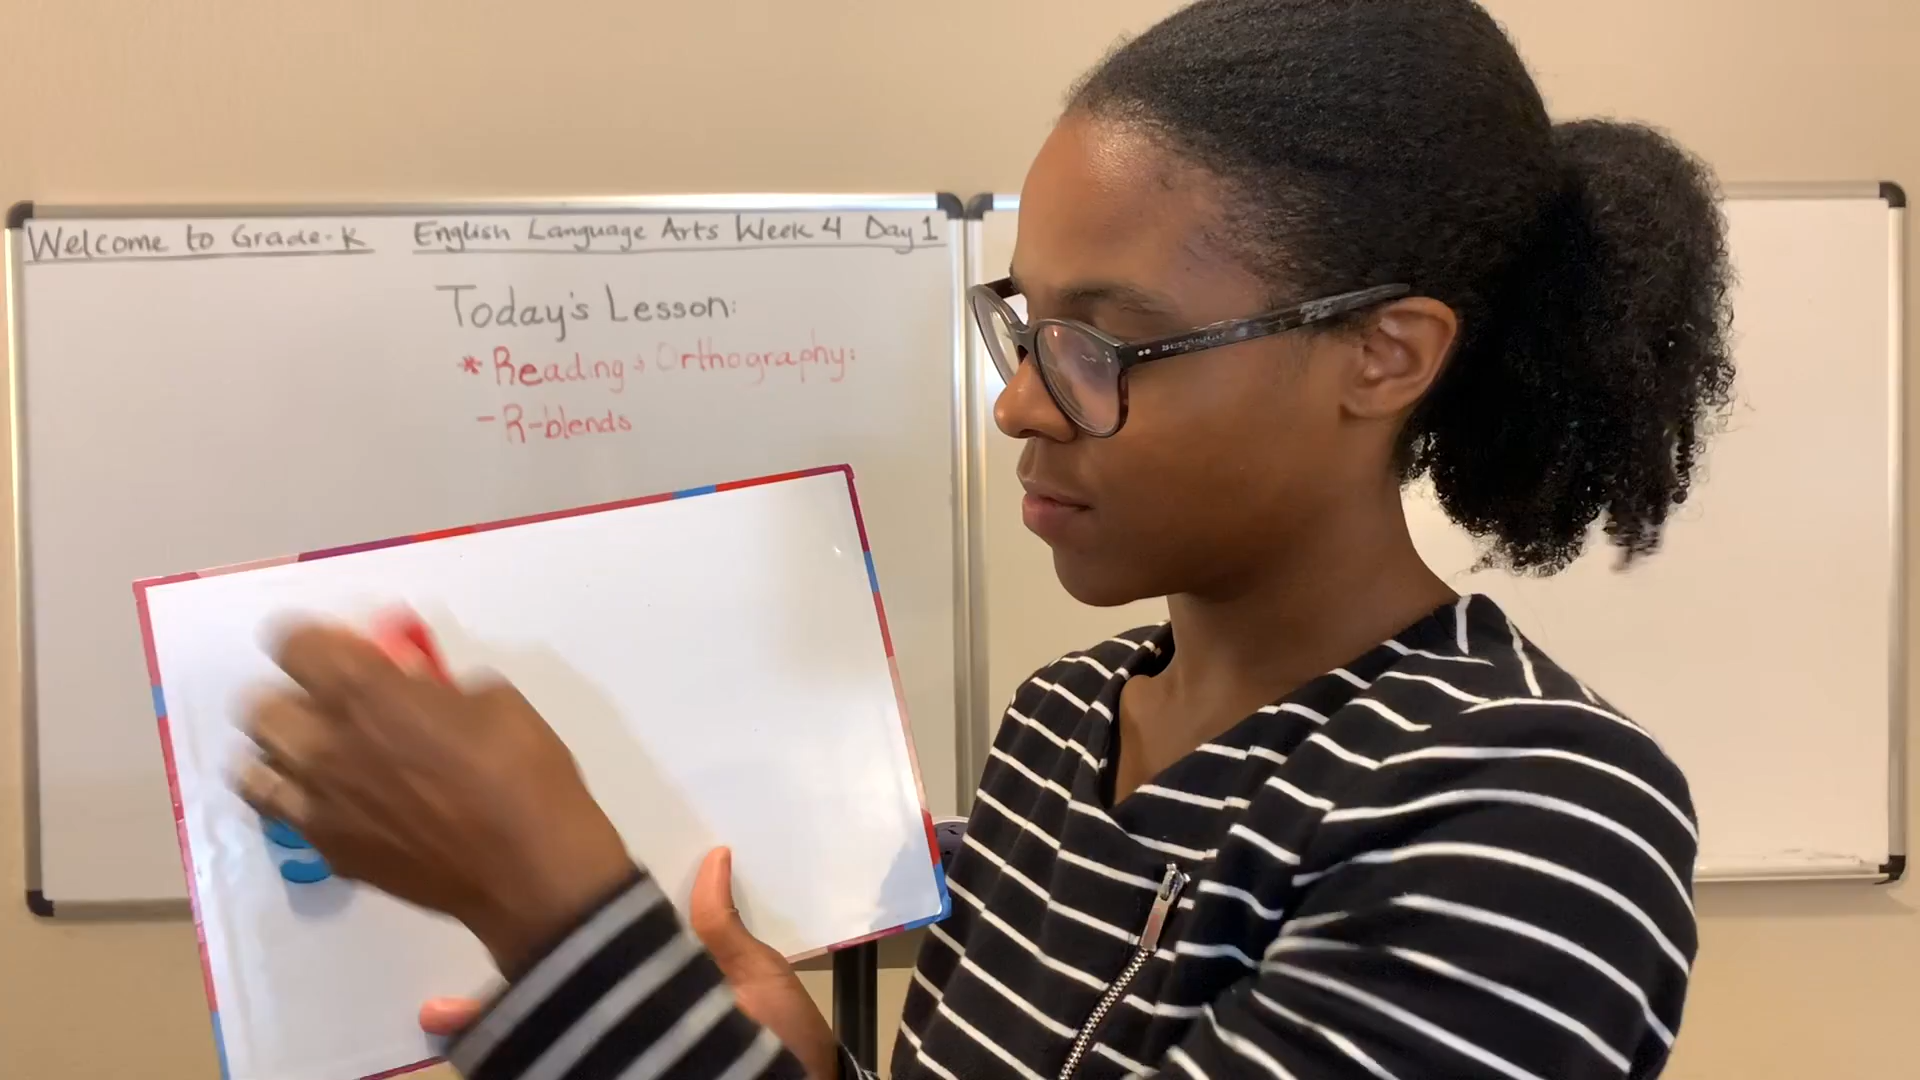 Welcome to Grade-K English Language Arts Week 4 Day 1
Today's Lesson:
* Reading + Orthography:
- R-blends